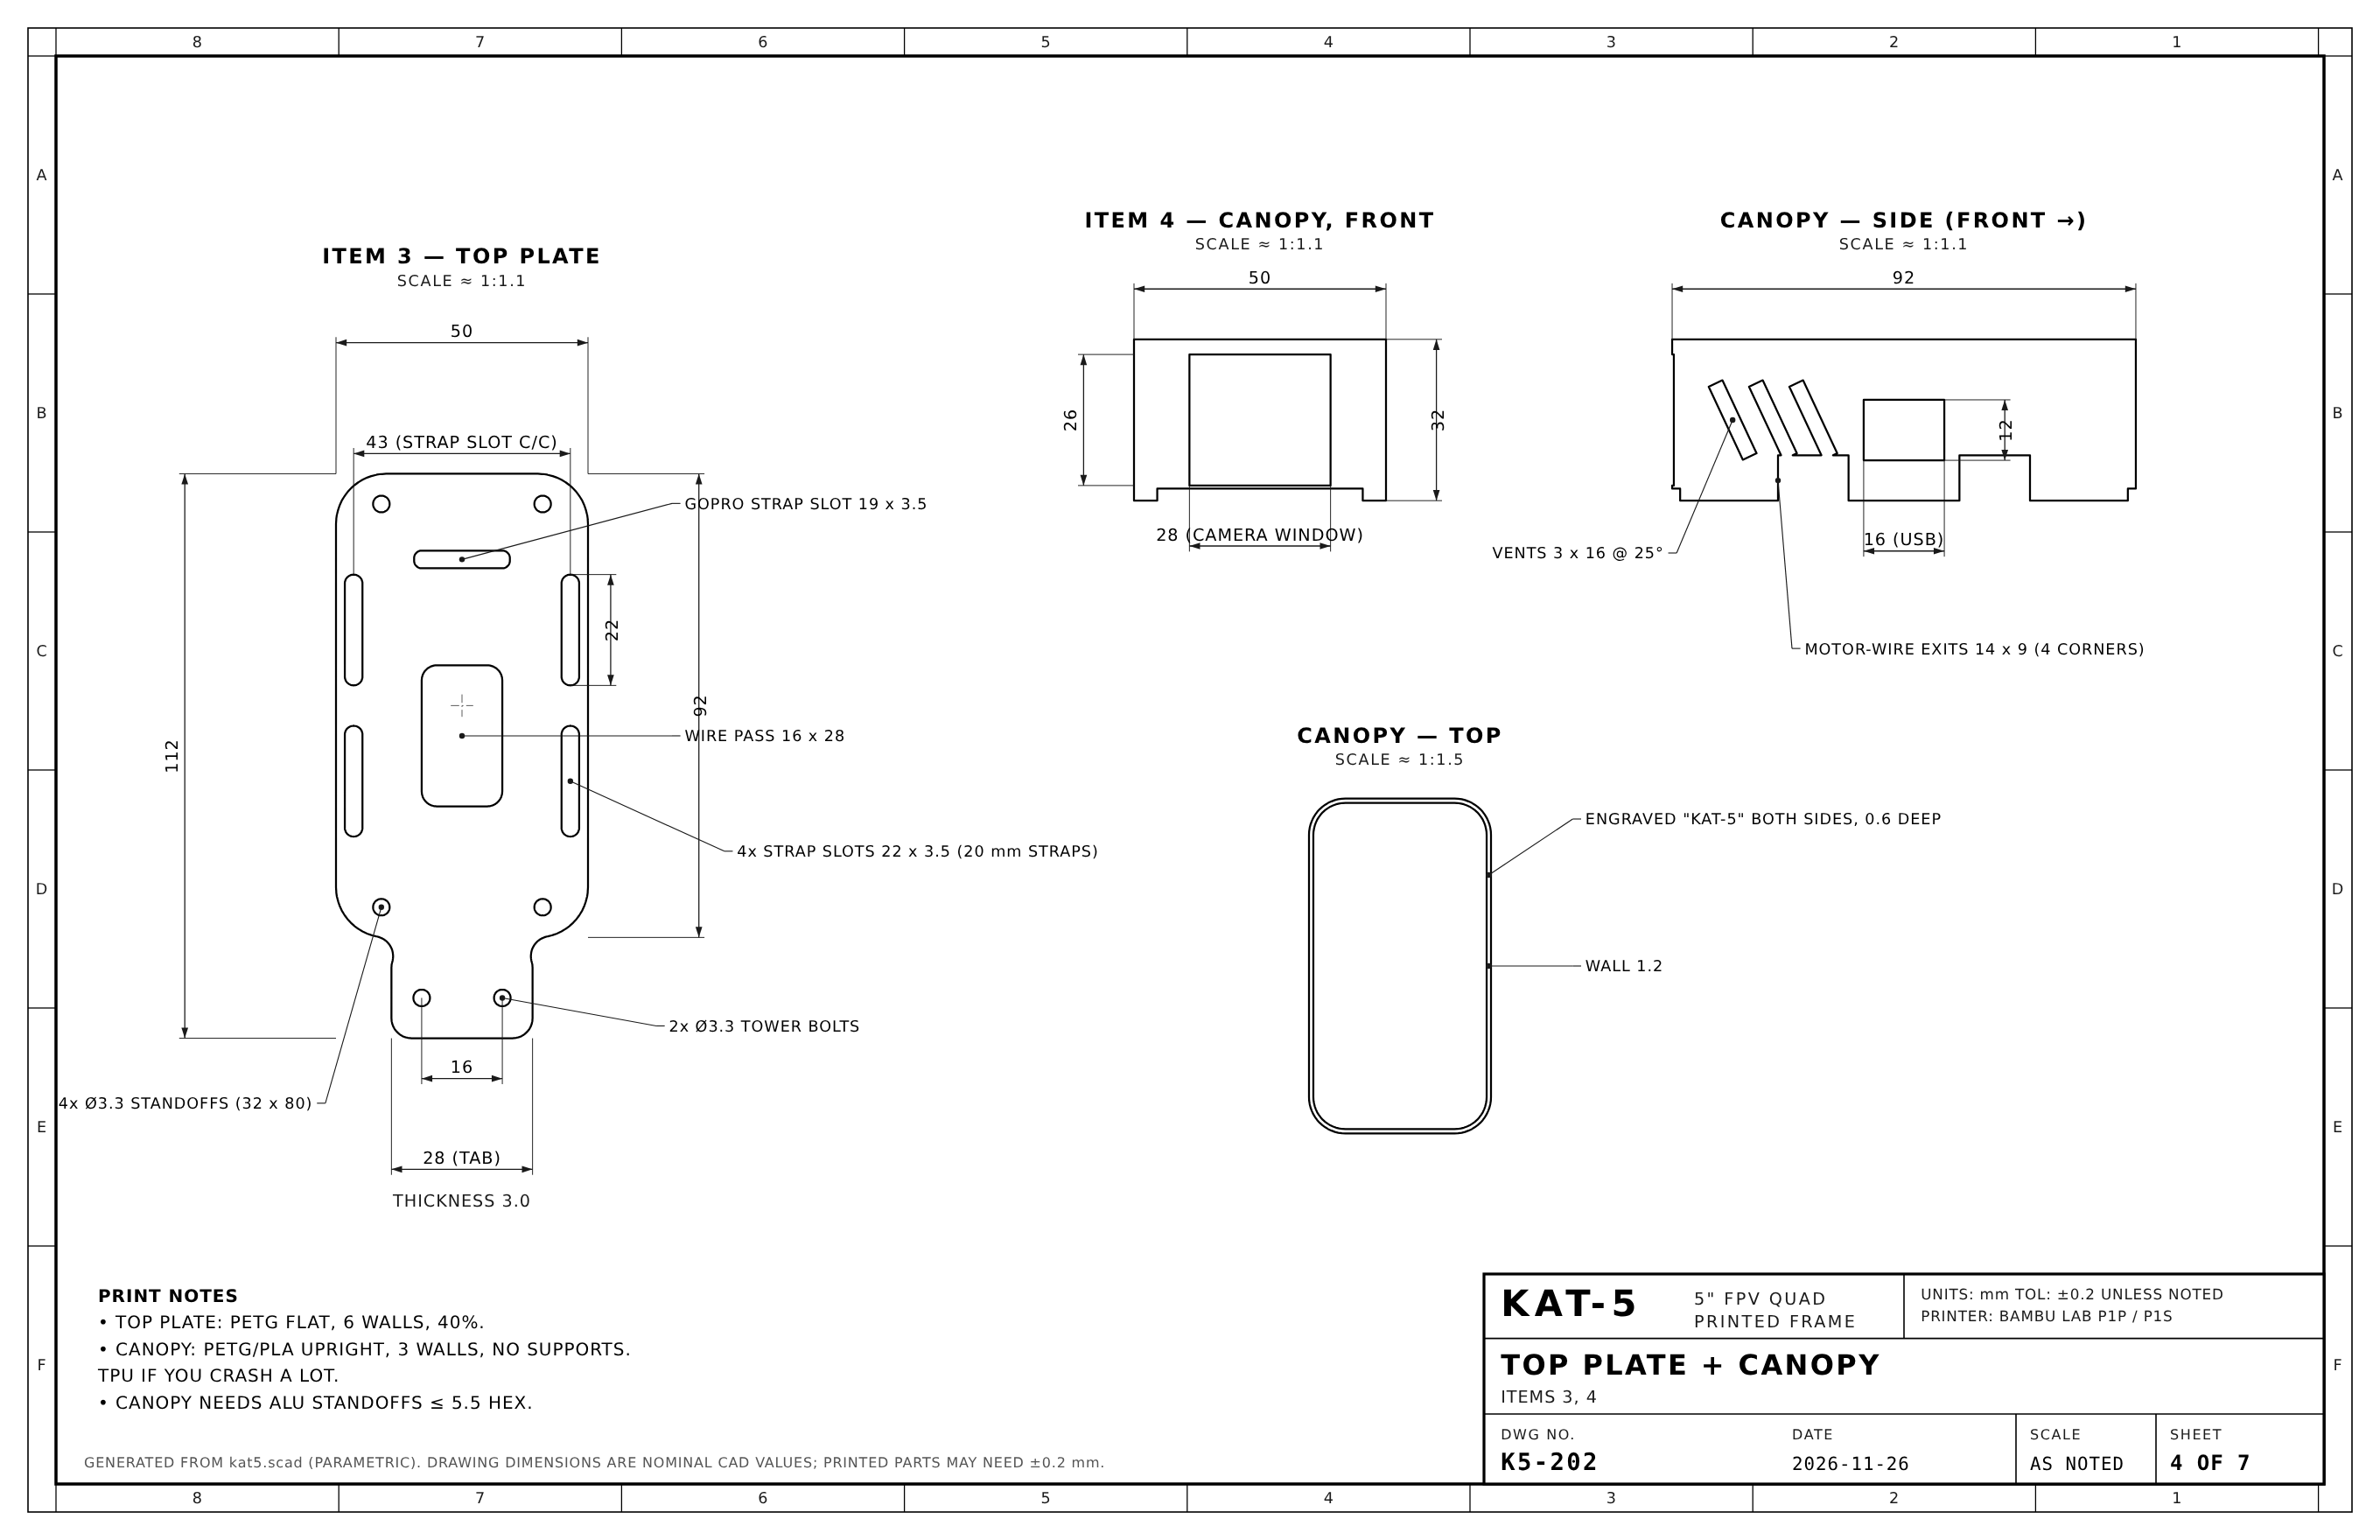 8 7 6 5 4 3 2 1
A A
B B
C C
D D
E E
F F
ITEM 3 — TOP PLATE
SCALE ≈ 1:1.1
50
43 (STRAP SLOT C/C)
GOPRO STRAP SLOT 19 x 3.5
22
92
WIRE PASS 16 x 28
112
4x STRAP SLOTS 22 x 3.5 (20 mm STRAPS)
2x Ø3.3 TOWER BOLTS
16
4x Ø3.3 STANDOFFS (32 x 80)
28 (TAB)
THICKNESS 3.0
ITEM 4 — CANOPY, FRONT
SCALE ≈ 1:1.1
50
26
32
28 (CAMERA WINDOW)
CANOPY — SIDE (FRONT →)
SCALE ≈ 1:1.1
92
12
16 (USB)
VENTS 3 x 16 @ 25°
MOTOR-WIRE EXITS 14 x 9 (4 CORNERS)
CANOPY — TOP
SCALE ≈ 1:1.5
ENGRAVED "KAT-5" BOTH SIDES, 0.6 DEEP
WALL 1.2
PRINT NOTES
• TOP PLATE: PETG FLAT, 6 WALLS, 40%.
• CANOPY: PETG/PLA UPRIGHT, 3 WALLS, NO SUPPORTS.
TPU IF YOU CRASH A LOT.
• CANOPY NEEDS ALU STANDOFFS ≤ 5.5 HEX.
GENERATED FROM kat5.scad (PARAMETRIC). DRAWING DIMENSIONS ARE NOMINAL CAD VALUES; PRINTED PARTS MAY NEED ±0.2 mm.
KAT-5
5" FPV QUAD
PRINTED FRAME
UNITS: mm TOL: ±0.2 UNLESS NOTED
PRINTER: BAMBU LAB P1P / P1S
TOP PLATE + CANOPY
ITEMS 3, 4
DWG NO.
K5-202
DATE
2026-11-26
SCALE
AS NOTED
SHEET
4 OF 7
8 7 6 5 4 3 2 1